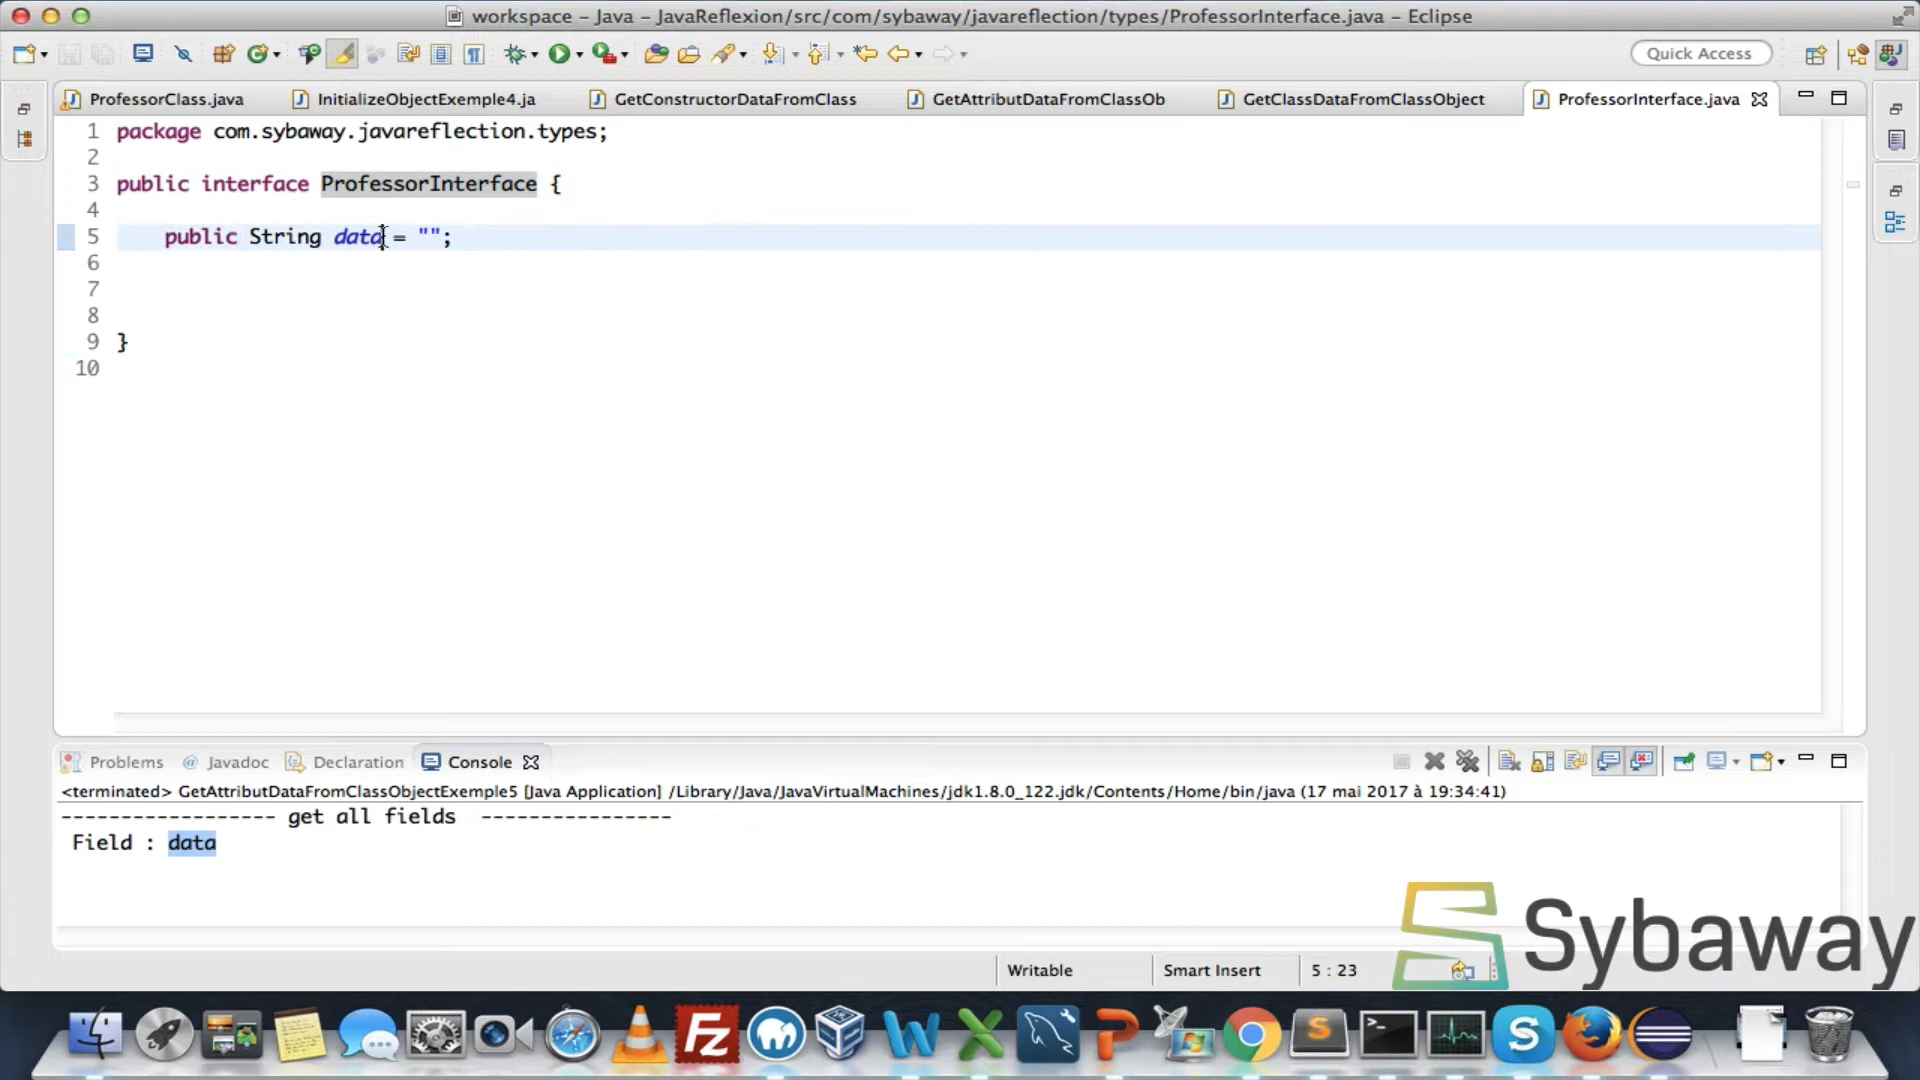 workspace – Java – JavaReflexion/src/com/sybaway/javareflection/types/ProfessorInterface.java – Eclipse
Quick Access
ProfessorClass.java InitializeObjectExemple4.ja GetConstructorDataFromClass GetAttributDataFromClassOb GetClassDataFromClassObject ProfessorInterface.java
1 package com.sybaway.javareflection.types;
2
3 public interface ProfessorInterface {
4
5 public String data = "";
6
7
8
9 }
10
Problems @ Javadoc Declaration Console
<terminated> GetAttributDataFromClassObjectExemple5 [Java Application] /Library/Java/JavaVirtualMachines/jdk1.8.0_122.jdk/Contents/Home/bin/java (17 mai 2017 à 19:34:41)
------------------ get all fields ----------------
Field : data
Sybaway
Writable Smart Insert 5 : 23